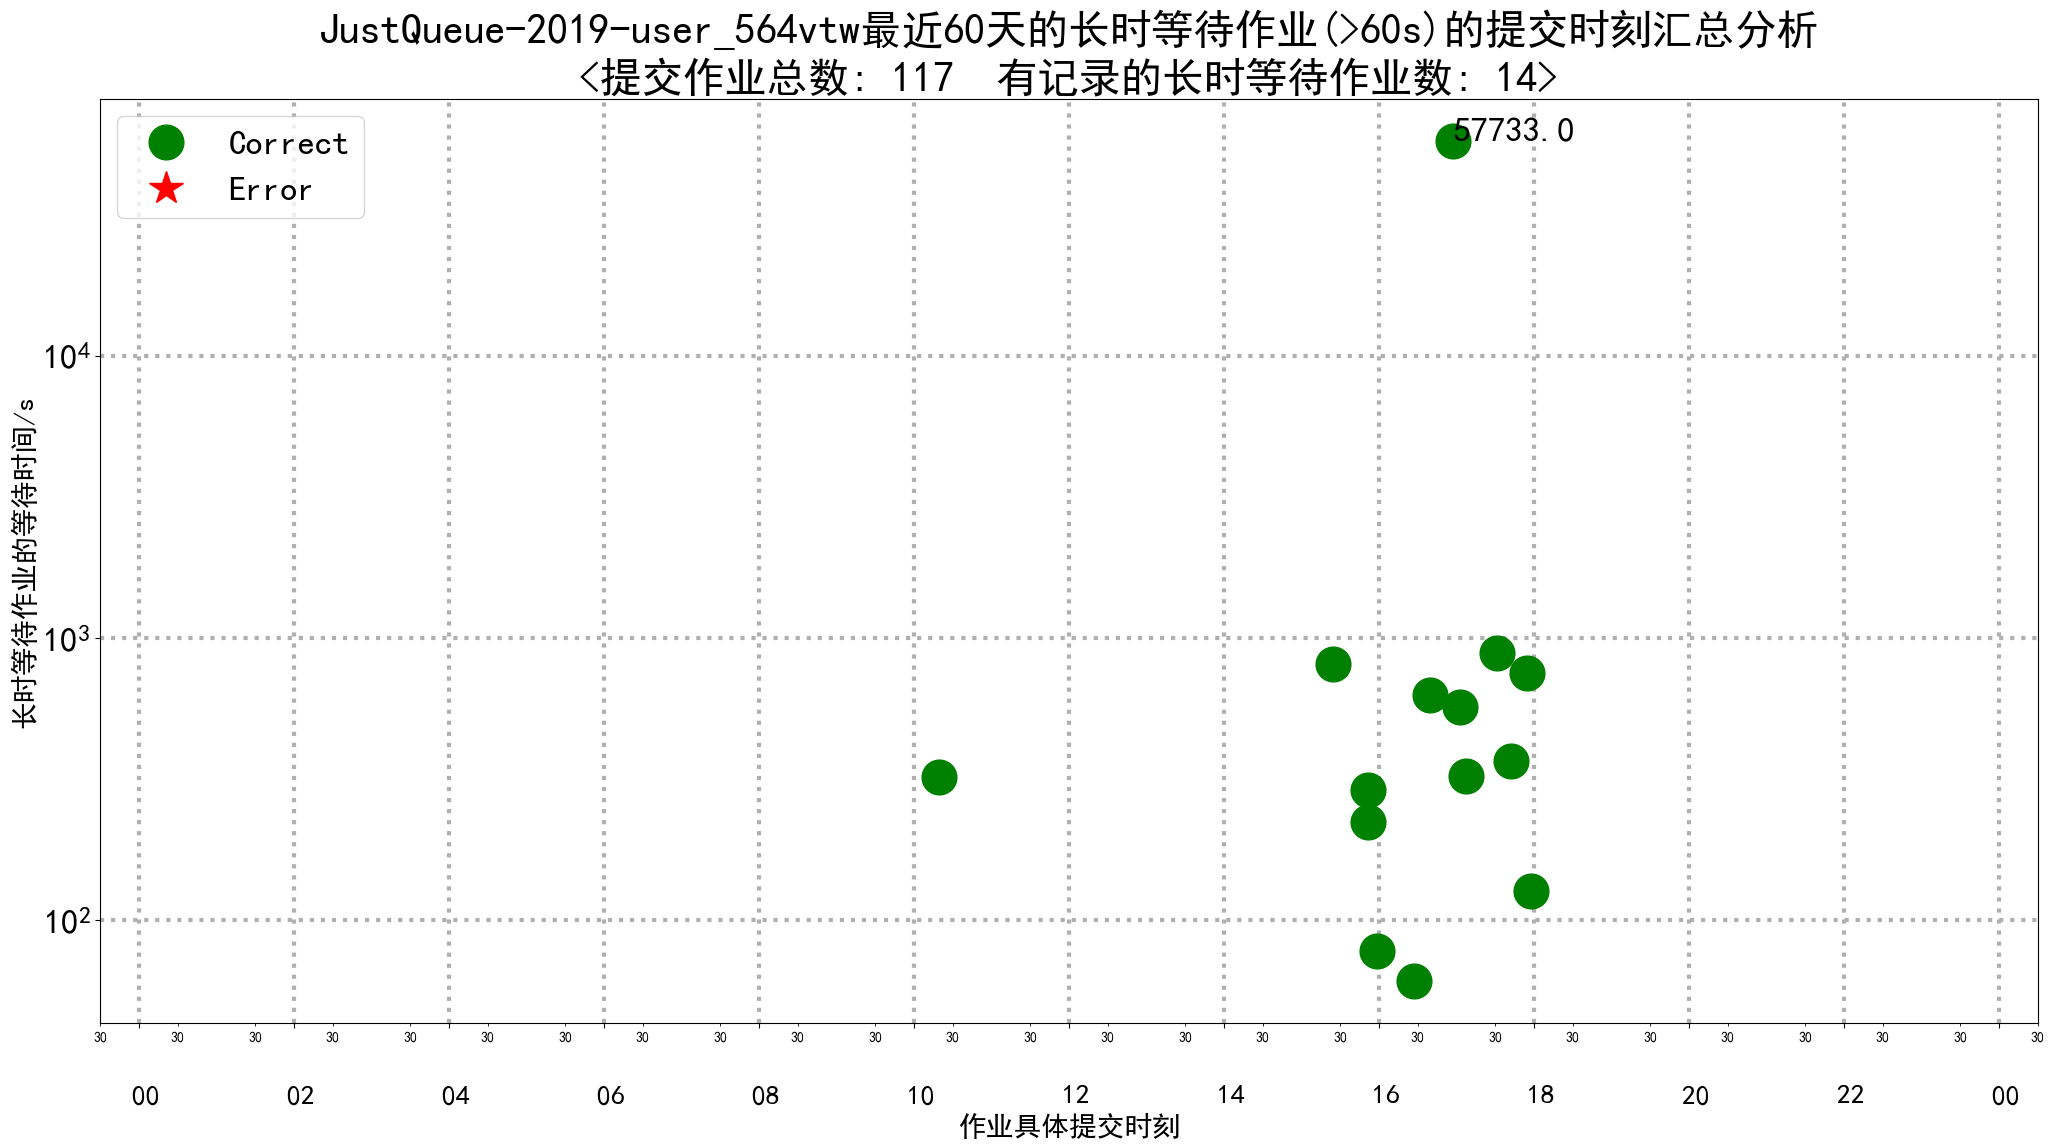 JustQueue-2019-user_564vtw最近60天的长时等待作业(>60s)的提交时刻汇总分析
<提交作业总数: 117  有记录的长时等待作业数: 14>
Correct
Error
57733.0
10⁴
10³
10²
长时等待作业的等待时间/s
30 30 30 30 30 30 30 30 30 30 30 30 30 30 30 30 30 30 30 30 30 30 30 30 30 30
00 02 04 06 08 10 12 14 16 18 20 22 00
作业具体提交时刻